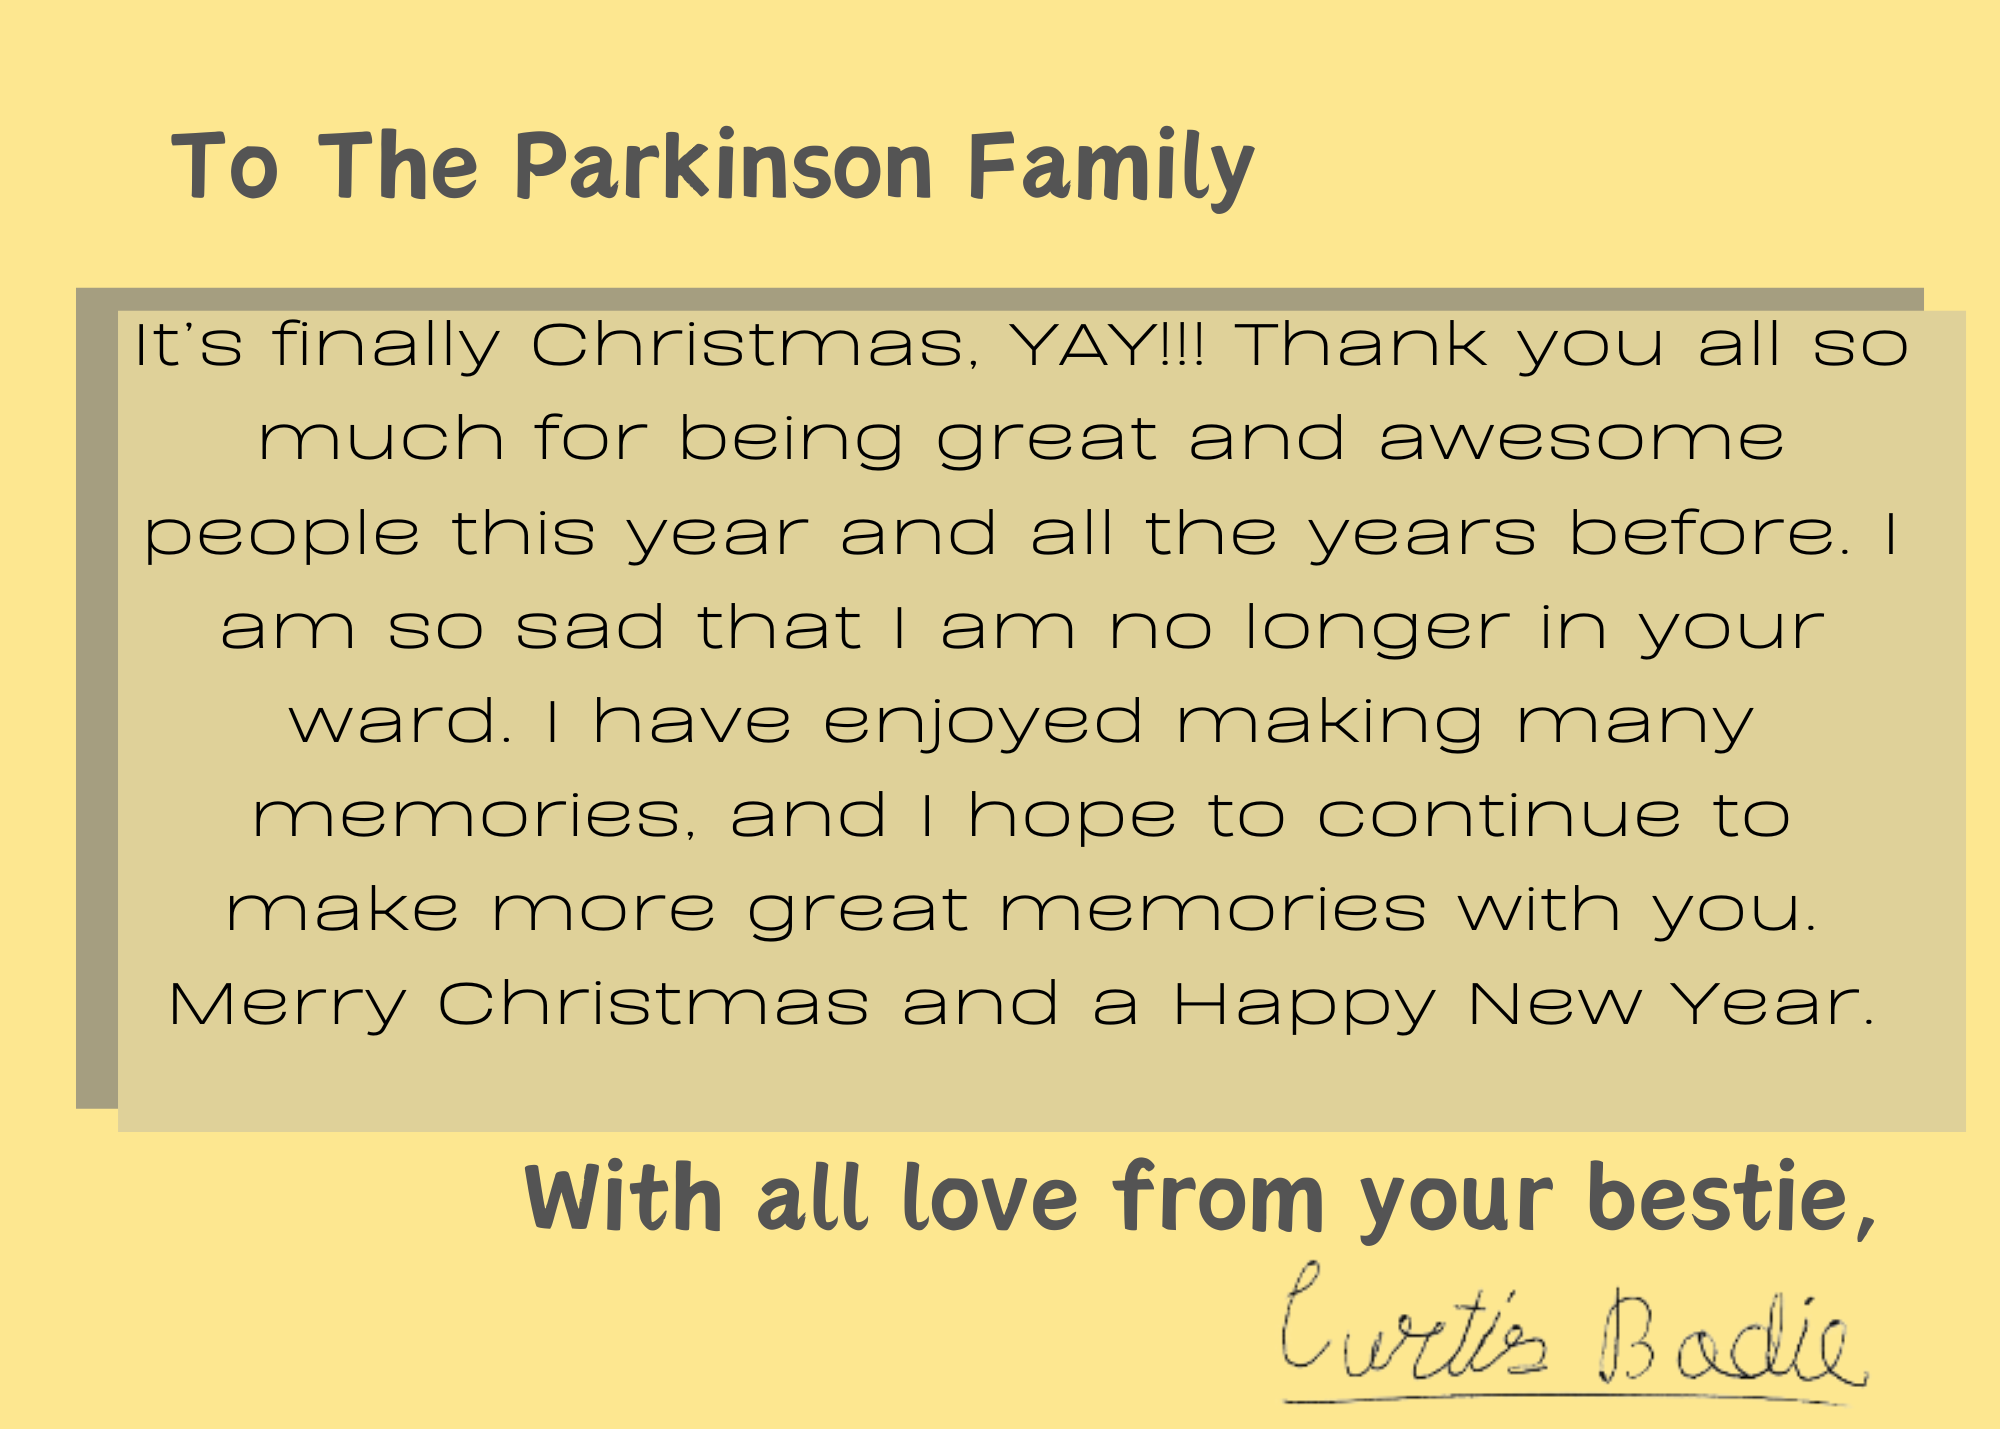 To The Parkinson Family
It's finally Christmas, YAY!!! Thank you all so
much for being great and awesome
people this year and all the years before. I
am so sad that I am no longer in your
ward. I have enjoyed making many
memories, and I hope to continue to
make more great memories with you.
Merry Christmas and a Happy New Year.
With all love from your bestie,
Curtis Bodie